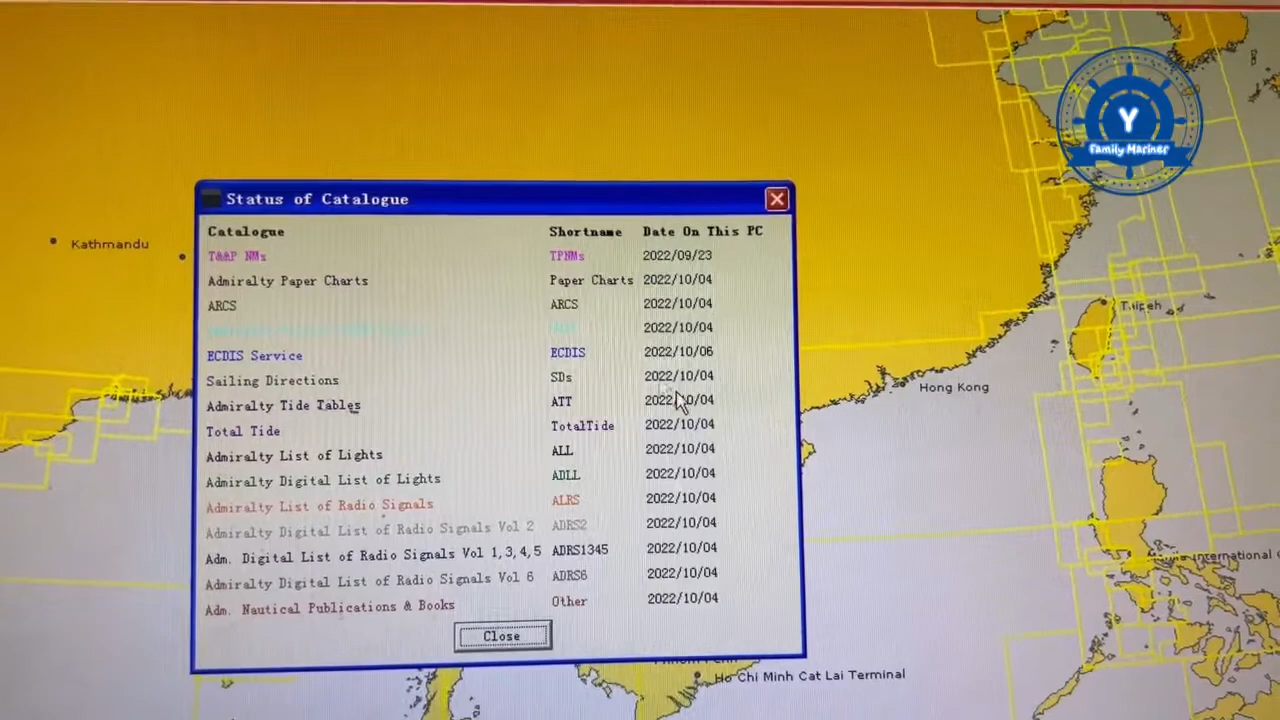 Y
Family Mariner
Status of Catalogue
Catalogue Shortname Date On This PC
T&&P NMs TPNMs 2022/09/23
Admiralty Paper Charts Paper Charts 2022/10/04
ARCS ARCS 2022/10/04
2022/10/04
ECDIS Service ECDIS 2022/10/06
Sailing Directions SDs 2022/10/04
Admiralty Tide Tables ATT 2022/10/04
Total Tide TotalTide 2022/10/04
Admiralty List of Lights ALL 2022/10/04
Admiralty Digital List of Lights ADLL 2022/10/04
Admiralty List of Radio Signals ALRS 2022/10/04
Admiralty Digital List of Radio Signals Vol 2 ADRS2 2022/10/04
Adm. Digital List of Radio Signals Vol 1,3,4,5 ADRS1345 2022/10/04
Admiralty Digital List of Radio Signals Vol 6 ADRS6 2022/10/04
Adm. Nautical Publications & Books Other 2022/10/04
Close
Kathmandu
Taipeh
Hong Kong
Manila International
Ho Chi Minh Cat Lai Terminal